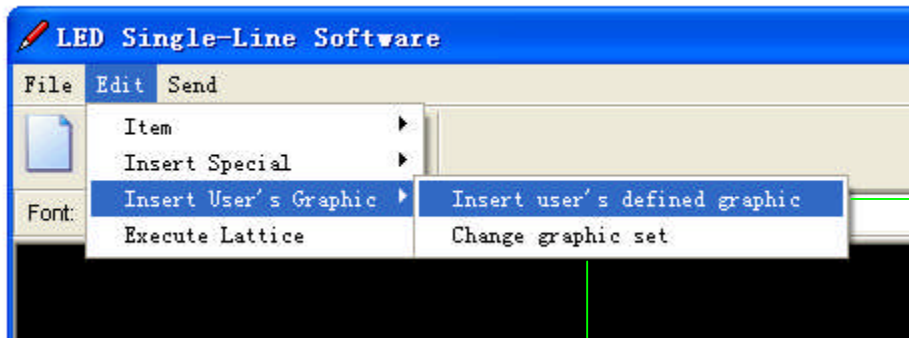 LED Single-Line Software
File Edit Send
Item
Insert Special
Insert User's Graphic
Insert user's defined graphic
Font:
Execute Lattice
Change graphic set